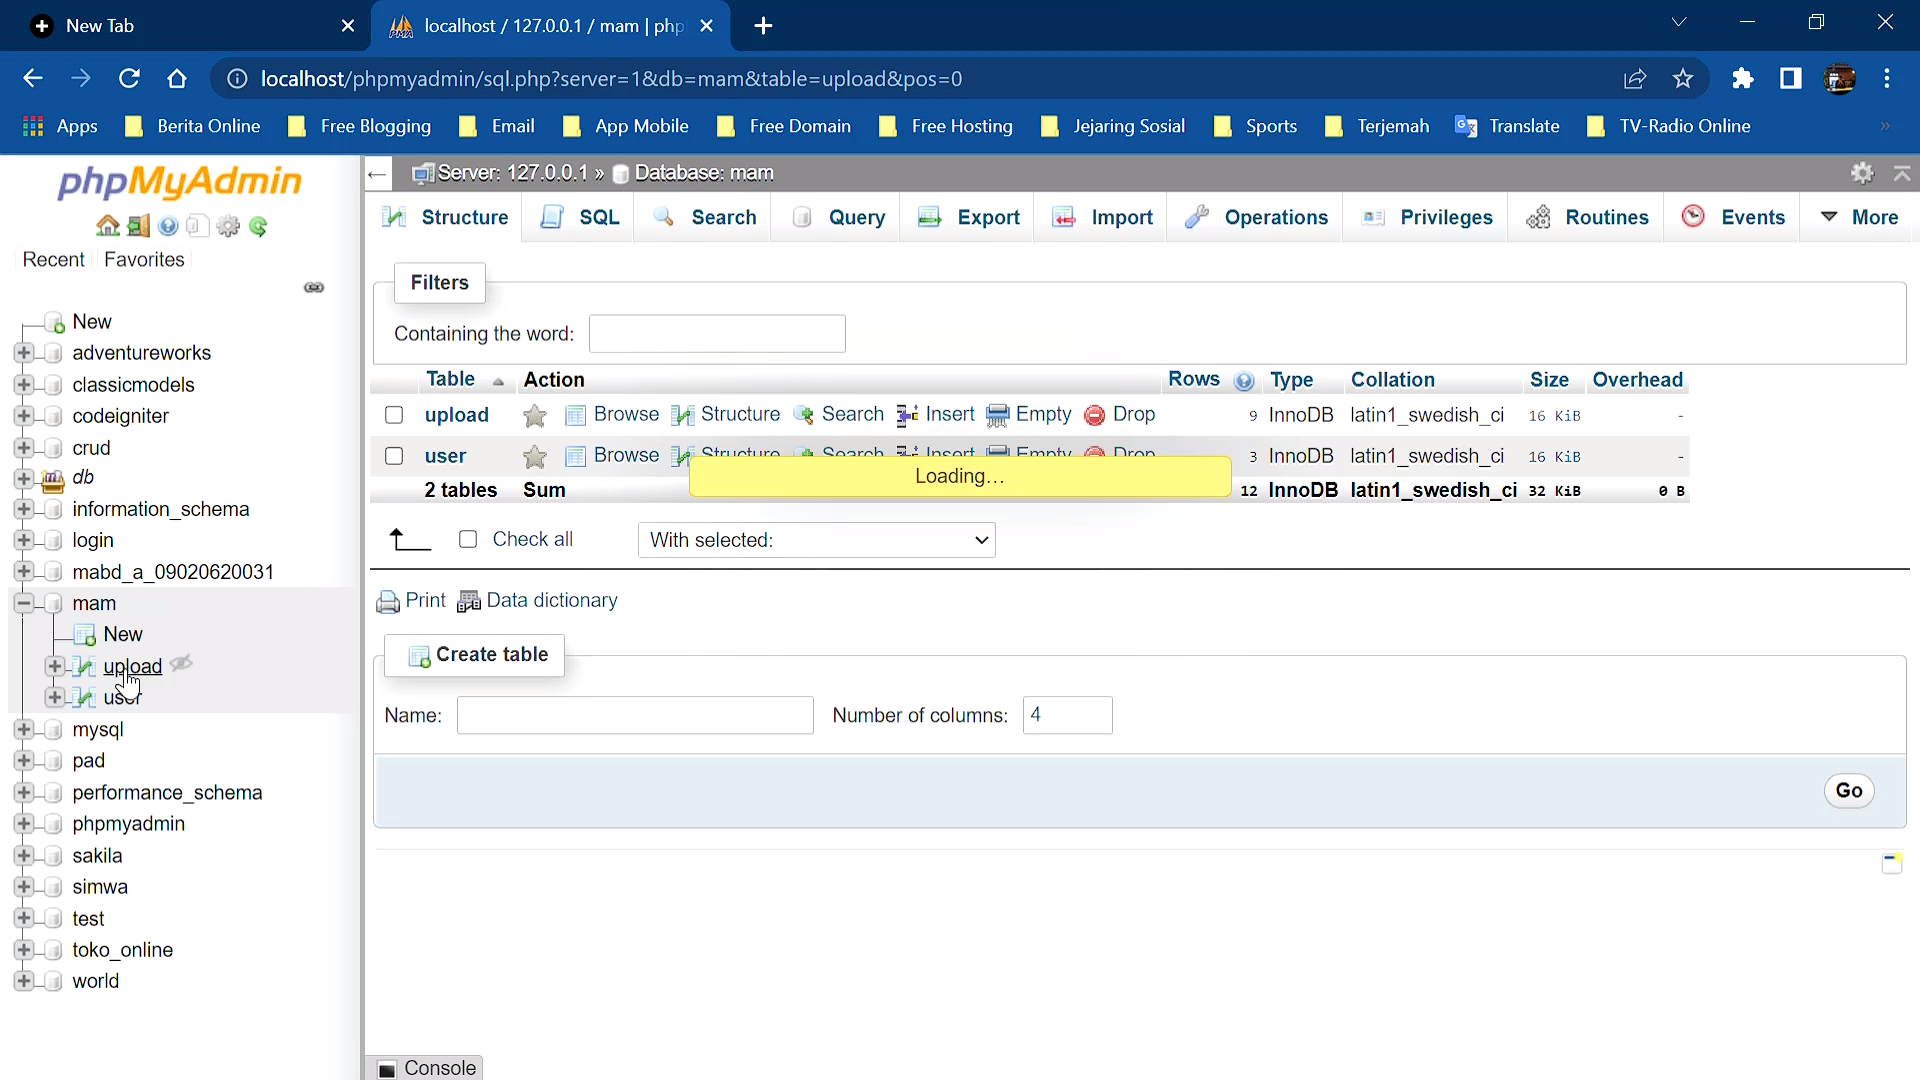 New Tab
localhost / 127.0.0.1 / mam | php
localhost/phpmyadmin/sql.php?server=1&db=mam&table=upload&pos=0
Apps Berita Online Free Blogging Email App Mobile Free Domain Free Hosting Jejaring Sosial Sports Terjemah Translate TV-Radio Online »
phpMyAdmin
Recent Favorites
New
adventureworks
classicmodels
codeigniter
crud
db
information_schema
login
mabd_a_09020620031
mam
New
upload
user
mysql
pad
performance_schema
phpmyadmin
sakila
simwa
test
toko_online
world
Server: 127.0.0.1 » Database: mam
Structure SQL Search Query Export Import Operations Privileges Routines Events More
Filters
Containing the word:
Table Action Rows Type Collation Size Overhead
upload Browse Structure Search Insert Empty Drop 9 InnoDB latin1_swedish_ci 16 KiB -
user Browse Structure Search Insert Empty Drop 3 InnoDB latin1_swedish_ci 16 KiB -
Loading...
2 tables Sum 12 InnoDB latin1_swedish_ci 32 KiB 0 B
Check all With selected:
Print Data dictionary
Create table
Name: Number of columns: 4
Go
Console